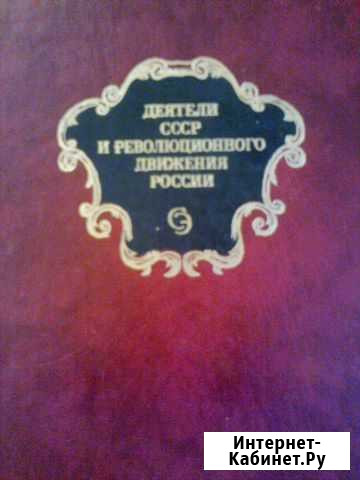 ДЕЯТЕЛИ
СССР
И РЕВОЛЮЦИОННОГО
ДВИЖЕНИЯ
РОССИИ
Интернет-
Кабинет.Ру